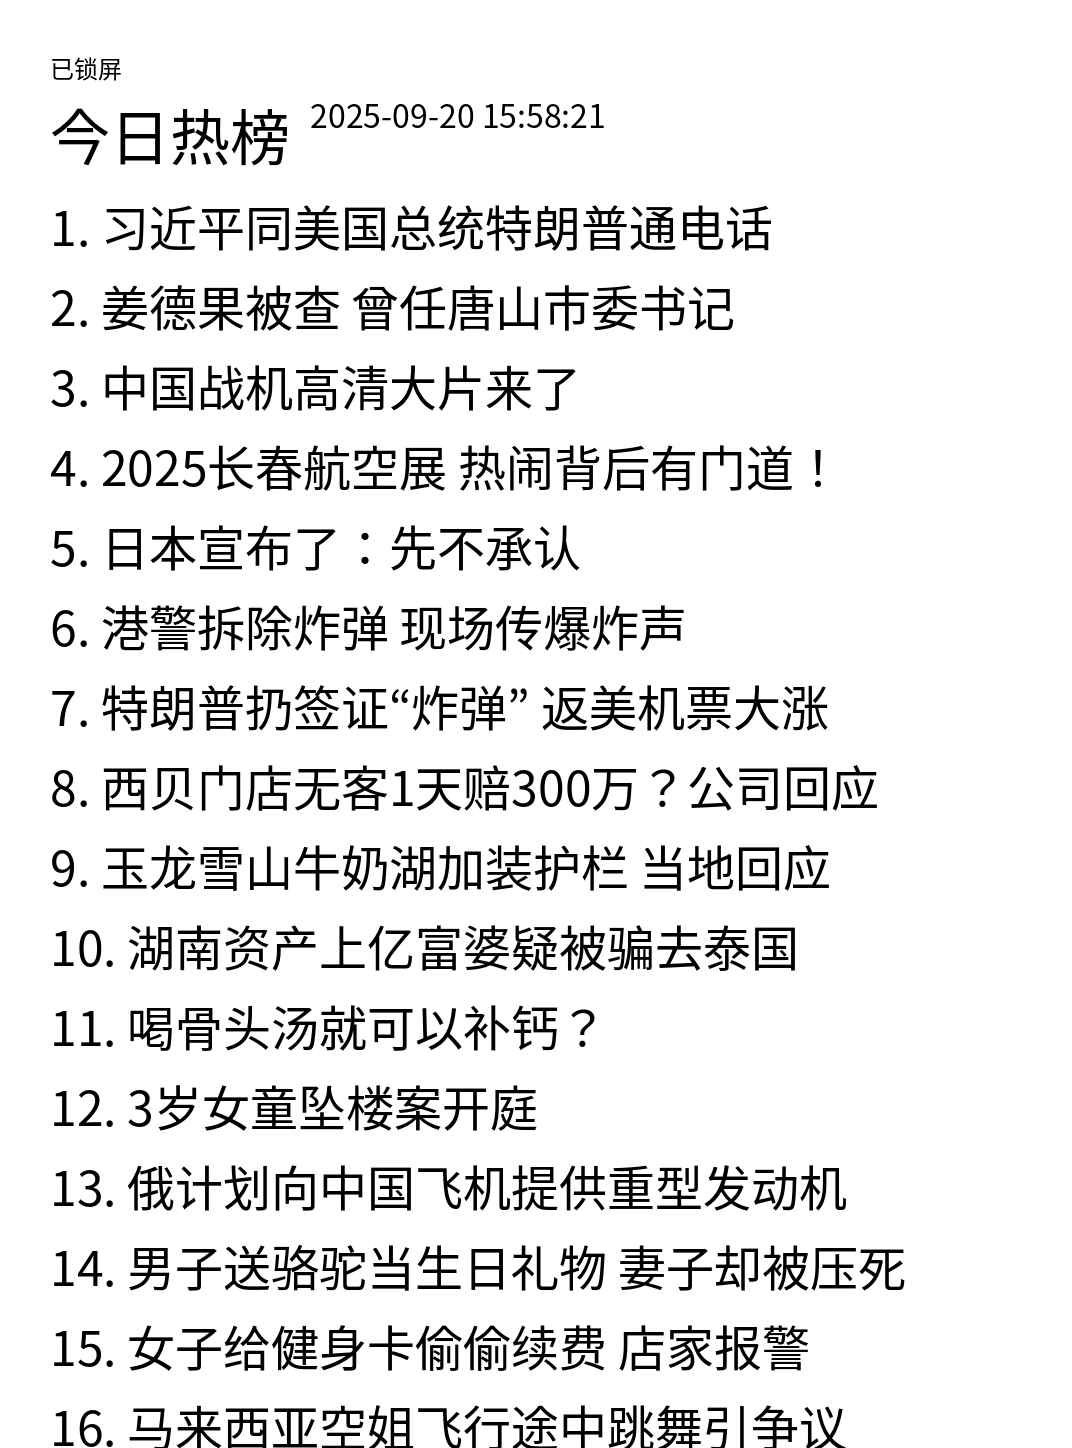 已锁屏
今日热榜 2025-09-20 15:58:21
1. 习近平同美国总统特朗普通电话
2. 姜德果被查 曾任唐山市委书记
3. 中国战机高清大片来了
4. 2025长春航空展 热闹背后有门道！
5. 日本宣布了：先不承认
6. 港警拆除炸弹 现场传爆炸声
7. 特朗普扔签证“炸弹” 返美机票大涨
8. 西贝门店无客1天赔300万？公司回应
9. 玉龙雪山牛奶湖加装护栏 当地回应
10. 湖南资产上亿富婆疑被骗去泰国
11. 喝骨头汤就可以补钙？
12. 3岁女童坠楼案开庭
13. 俄计划向中国飞机提供重型发动机
14. 男子送骆驼当生日礼物 妻子却被压死
15. 女子给健身卡偷偷续费 店家报警
16. 马来西亚空姐飞行途中跳舞引争议